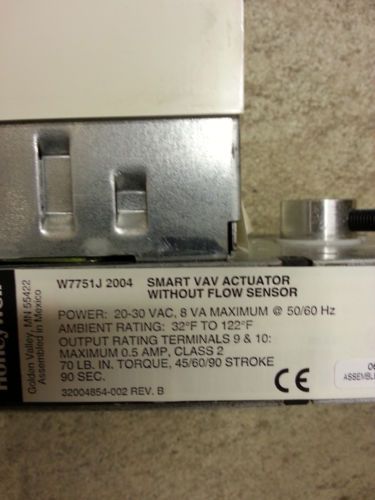 Honeywell
Golden Valley, MN 55422
Assembled in Mexico
W7751J 2004 SMART VAV ACTUATOR
WITHOUT FLOW SENSOR
POWER: 20-30 VAC, 8 VA MAXIMUM @ 50/60 Hz
AMBIENT RATING: 32°F TO 122°F
OUTPUT RATING TERMINALS 9 & 10:
MAXIMUM 0.5 AMP, CLASS 2
70 LB. IN. TORQUE, 45/60/90 STROKE
90 SEC.
32004854-002 REV. B
CE